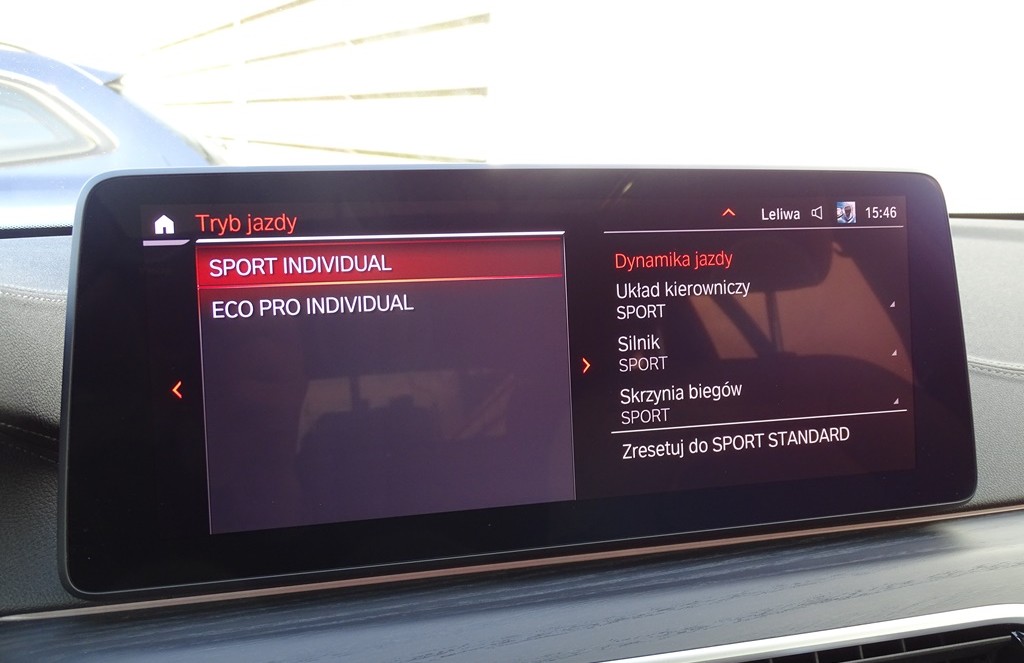 Tryb jazdy
Leliwa 15:46
SPORT INDIVIDUAL
ECO PRO INDIVIDUAL
Dynamika jazdy
Układ kierowniczy
SPORT
Silnik
SPORT
Skrzynia biegów
SPORT
Zresetuj do SPORT STANDARD